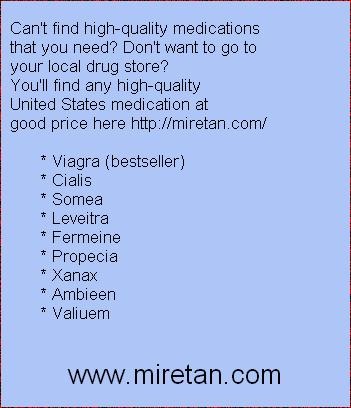 Can't find high-quality medications
that you need? Don't want to go to
your local drug store?
You'll find any high-quality
United States medication at
good price here http://miretan.com/
* Viagra (bestseller)
* Cialis
* Somea
* Leveitra
* Fermeine
* Propecia
* Xanax
* Ambieen
* Valiuem
www.miretan.com